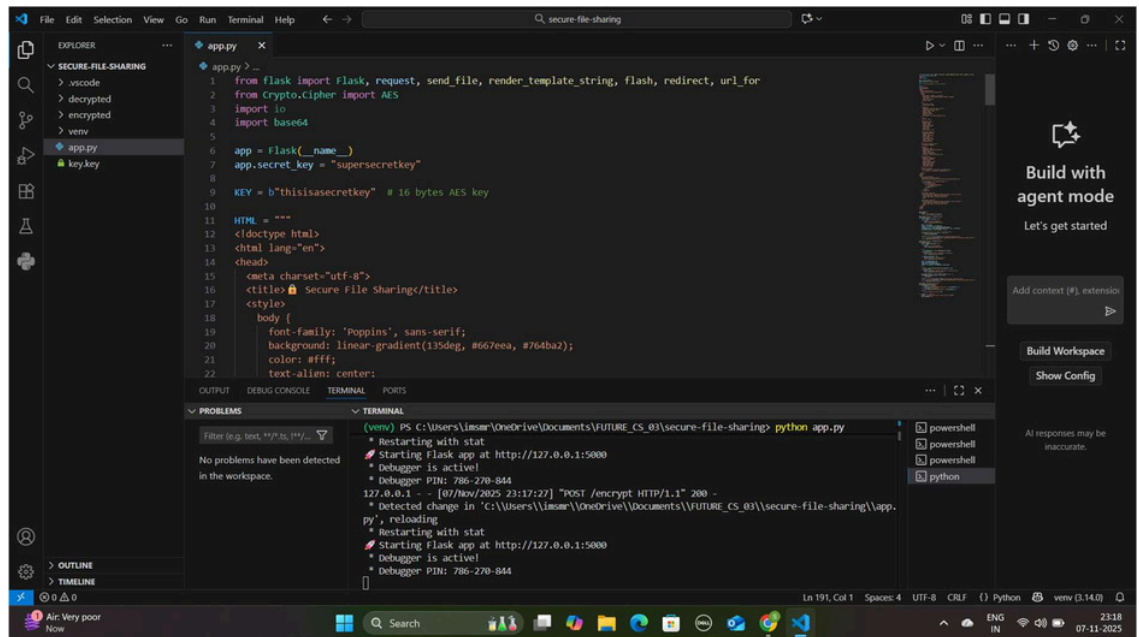 File Edit Selection View Go Run Terminal Help
secure-file-sharing
EXPLORER
SECURE-FILE-SHARING
.vscode
decrypted
encrypted
venv
app.py
key.key
OUTLINE
TIMELINE
app.py
app.py > ...
1 from flask import Flask, request, send_file, render_template_string, flash, redirect, url_for
2 from Crypto.Cipher import AES
3 import io
4 import base64
5
6 app = Flask(__name__)
7 app.secret_key = "supersecretkey"
8
9 KEY = b"thisisasecretkey" # 16 bytes AES key
10
11 HTML = """
12 <!doctype html>
13 <html lang="en">
14 <head>
15 <meta charset="utf-8">
16 <title>🔒 Secure File Sharing</title>
17 <style>
18 body {
19 font-family: 'Poppins', sans-serif;
20 background: linear-gradient(135deg, #667eea, #764ba2);
21 color: #fff;
22 text-align: center;
OUTPUT DEBUG CONSOLE TERMINAL PORTS
PROBLEMS
Filter (e.g. text, **/*.ts, !**/...
No problems have been detected
in the workspace.
TERMINAL
(venv) PS C:\Users\imsmr\OneDrive\Documents\FUTURE_CS_03\secure-file-sharing> python app.py
* Restarting with stat
🚀 Starting Flask app at http://127.0.0.1:5000
* Debugger is active!
* Debugger PIN: 786-270-844
127.0.0.1 - - [07/Nov/2025 23:17:27] "POST /encrypt HTTP/1.1" 200 -
* Detected change in 'C:\\Users\\imsmr\\OneDrive\\Documents\\FUTURE_CS_03\\secure-file-sharing\\app.
py', reloading
* Restarting with stat
🚀 Starting Flask app at http://127.0.0.1:5000
* Debugger is active!
* Debugger PIN: 786-270-844
powershell
powershell
powershell
python
Build with
agent mode
Let's get started
Add context (#), extension
Build Workspace
Show Config
AI responses may be
inaccurate.
0 0 Ln 191, Col 1 Spaces: 4 UTF-8 CRLF {} Python venv (3.14.0)
1
Air: Very poor
Now
Search
DELL
ENG
IN
23:18
07-11-2025